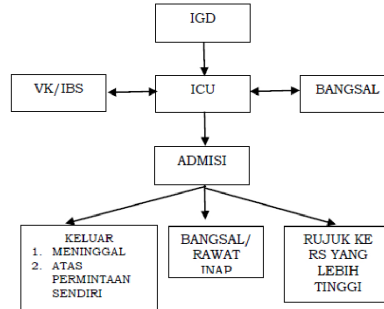 IGD
VK/IBS
ICU
BANGSAL
ADMISI
KELUAR
1. MENINGGAL
2. ATAS
PERMINTAAN
SENDIRI
BANGSAL/
RAWAT
INAP
RUJUK KE
RS YANG
LEBIH
TINGGI